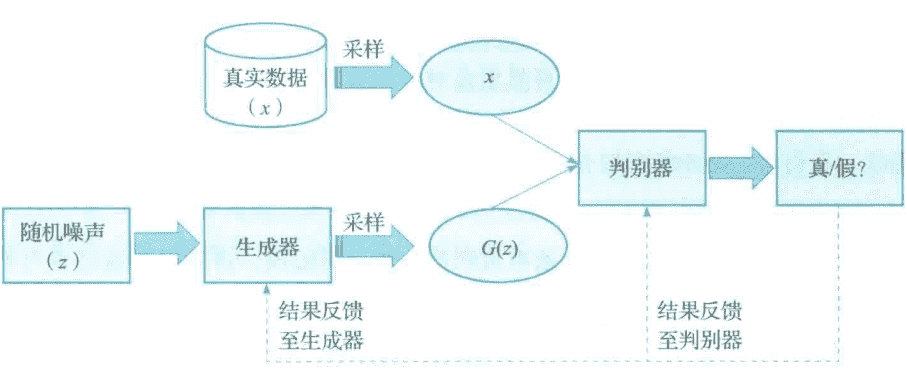 采样
真实数据
（x）
x
判别器
真/假?
随机噪声
（z）
生成器
采样
G(z)
结果反馈
至生成器
结果反馈
至判别器